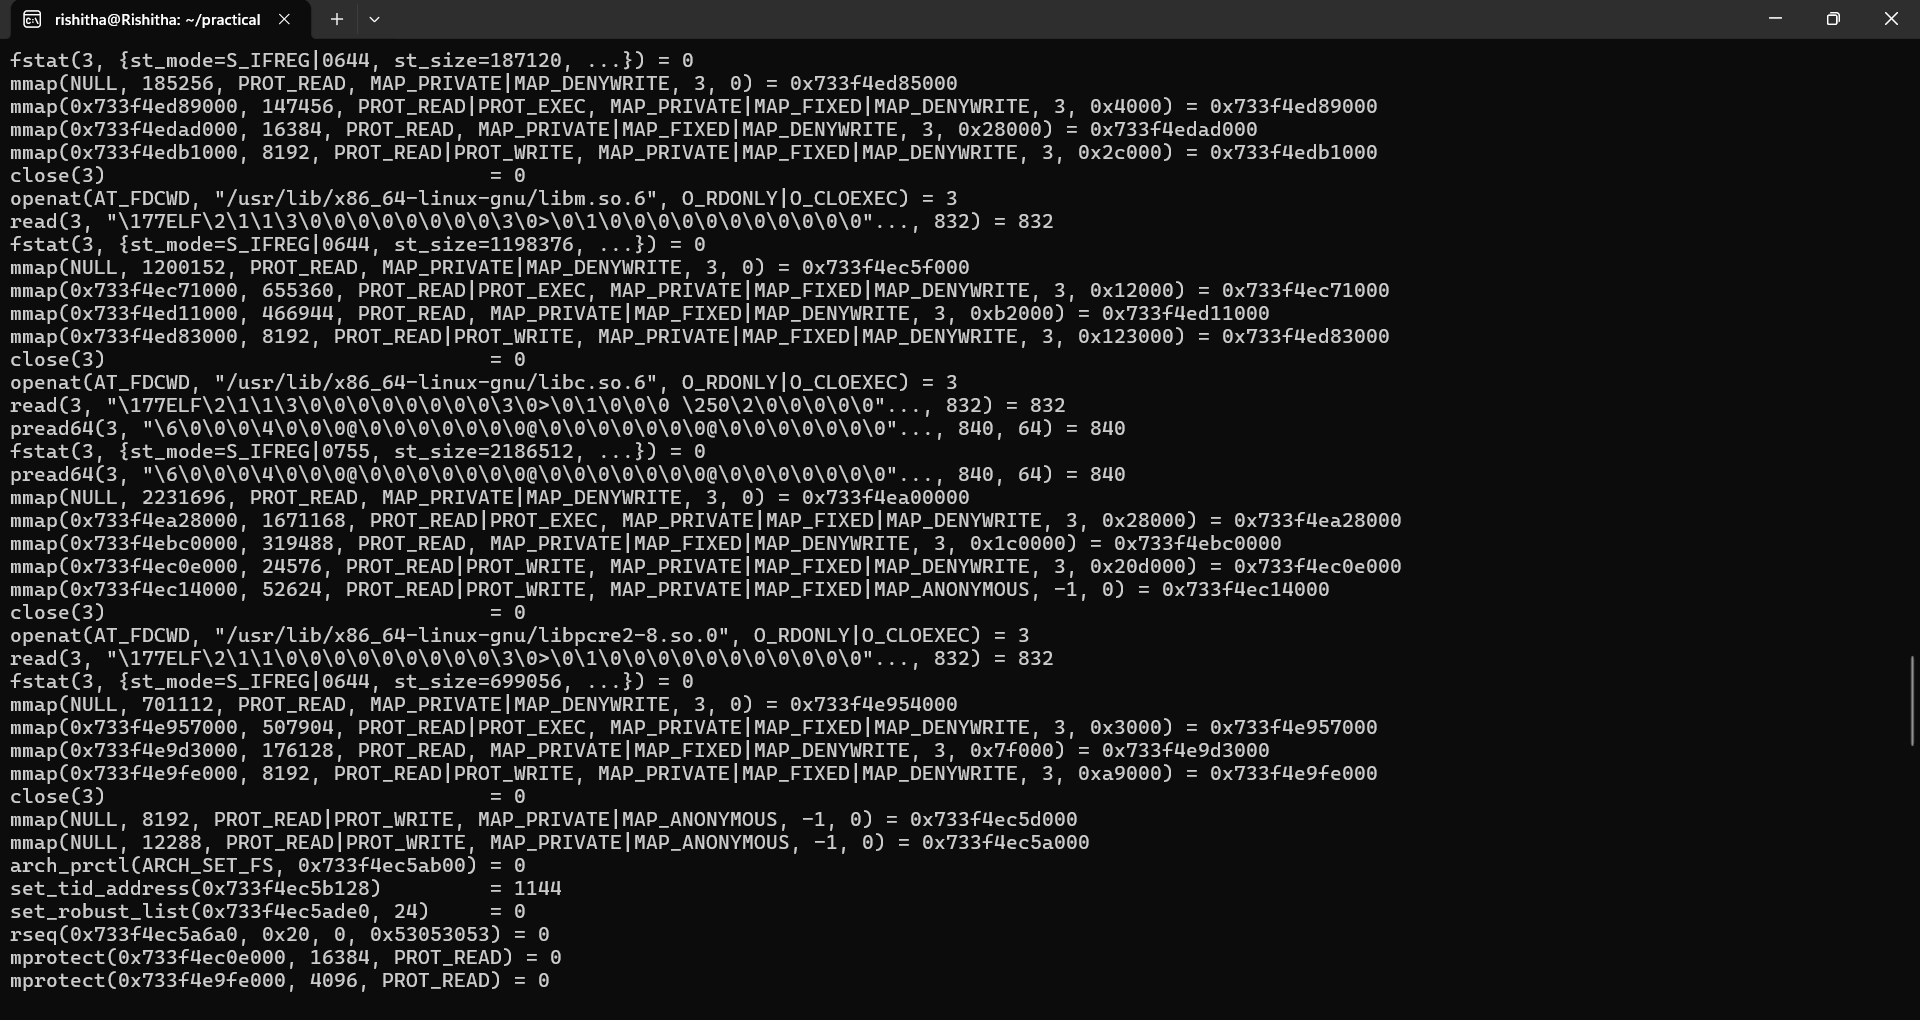 rishitha@Rishitha: ~/practical
fstat(3, {st_mode=S_IFREG|0644, st_size=187120, ...}) = 0
mmap(NULL, 185256, PROT_READ, MAP_PRIVATE|MAP_DENYWRITE, 3, 0) = 0x733f4ed85000
mmap(0x733f4ed89000, 147456, PROT_READ|PROT_EXEC, MAP_PRIVATE|MAP_FIXED|MAP_DENYWRITE, 3, 0x4000) = 0x733f4ed89000
mmap(0x733f4edad000, 16384, PROT_READ, MAP_PRIVATE|MAP_FIXED|MAP_DENYWRITE, 3, 0x28000) = 0x733f4edad000
mmap(0x733f4edb1000, 8192, PROT_READ|PROT_WRITE, MAP_PRIVATE|MAP_FIXED|MAP_DENYWRITE, 3, 0x2c000) = 0x733f4edb1000
close(3)                                = 0
openat(AT_FDCWD, "/usr/lib/x86_64-linux-gnu/libm.so.6", O_RDONLY|O_CLOEXEC) = 3
read(3, "\177ELF\2\1\1\3\0\0\0\0\0\0\0\0\3\0>\0\1\0\0\0\0\0\0\0\0\0\0\0"..., 832) = 832
fstat(3, {st_mode=S_IFREG|0644, st_size=1198376, ...}) = 0
mmap(NULL, 1200152, PROT_READ, MAP_PRIVATE|MAP_DENYWRITE, 3, 0) = 0x733f4ec5f000
mmap(0x733f4ec71000, 655360, PROT_READ|PROT_EXEC, MAP_PRIVATE|MAP_FIXED|MAP_DENYWRITE, 3, 0x12000) = 0x733f4ec71000
mmap(0x733f4ed11000, 466944, PROT_READ, MAP_PRIVATE|MAP_FIXED|MAP_DENYWRITE, 3, 0xb2000) = 0x733f4ed11000
mmap(0x733f4ed83000, 8192, PROT_READ|PROT_WRITE, MAP_PRIVATE|MAP_FIXED|MAP_DENYWRITE, 3, 0x123000) = 0x733f4ed83000
close(3)                                = 0
openat(AT_FDCWD, "/usr/lib/x86_64-linux-gnu/libc.so.6", O_RDONLY|O_CLOEXEC) = 3
read(3, "\177ELF\2\1\1\3\0\0\0\0\0\0\0\0\3\0>\0\1\0\0\0 \250\2\0\0\0\0\0"..., 832) = 832
pread64(3, "\6\0\0\0\4\0\0\0@\0\0\0\0\0\0\0@\0\0\0\0\0\0\0@\0\0\0\0\0\0\0"..., 840, 64) = 840
fstat(3, {st_mode=S_IFREG|0755, st_size=2186512, ...}) = 0
pread64(3, "\6\0\0\0\4\0\0\0@\0\0\0\0\0\0\0@\0\0\0\0\0\0\0@\0\0\0\0\0\0\0"..., 840, 64) = 840
mmap(NULL, 2231696, PROT_READ, MAP_PRIVATE|MAP_DENYWRITE, 3, 0) = 0x733f4ea00000
mmap(0x733f4ea28000, 1671168, PROT_READ|PROT_EXEC, MAP_PRIVATE|MAP_FIXED|MAP_DENYWRITE, 3, 0x28000) = 0x733f4ea28000
mmap(0x733f4ebc0000, 319488, PROT_READ, MAP_PRIVATE|MAP_FIXED|MAP_DENYWRITE, 3, 0x1c0000) = 0x733f4ebc0000
mmap(0x733f4ec0e000, 24576, PROT_READ|PROT_WRITE, MAP_PRIVATE|MAP_FIXED|MAP_DENYWRITE, 3, 0x20d000) = 0x733f4ec0e000
mmap(0x733f4ec14000, 52624, PROT_READ|PROT_WRITE, MAP_PRIVATE|MAP_FIXED|MAP_ANONYMOUS, -1, 0) = 0x733f4ec14000
close(3)                                = 0
openat(AT_FDCWD, "/usr/lib/x86_64-linux-gnu/libpcre2-8.so.0", O_RDONLY|O_CLOEXEC) = 3
read(3, "\177ELF\2\1\1\0\0\0\0\0\0\0\0\0\3\0>\0\1\0\0\0\0\0\0\0\0\0\0\0"..., 832) = 832
fstat(3, {st_mode=S_IFREG|0644, st_size=699056, ...}) = 0
mmap(NULL, 701112, PROT_READ, MAP_PRIVATE|MAP_DENYWRITE, 3, 0) = 0x733f4e954000
mmap(0x733f4e957000, 507904, PROT_READ|PROT_EXEC, MAP_PRIVATE|MAP_FIXED|MAP_DENYWRITE, 3, 0x3000) = 0x733f4e957000
mmap(0x733f4e9d3000, 176128, PROT_READ, MAP_PRIVATE|MAP_FIXED|MAP_DENYWRITE, 3, 0x7f000) = 0x733f4e9d3000
mmap(0x733f4e9fe000, 8192, PROT_READ|PROT_WRITE, MAP_PRIVATE|MAP_FIXED|MAP_DENYWRITE, 3, 0xa9000) = 0x733f4e9fe000
close(3)                                = 0
mmap(NULL, 8192, PROT_READ|PROT_WRITE, MAP_PRIVATE|MAP_ANONYMOUS, -1, 0) = 0x733f4ec5d000
mmap(NULL, 12288, PROT_READ|PROT_WRITE, MAP_PRIVATE|MAP_ANONYMOUS, -1, 0) = 0x733f4ec5a000
arch_prctl(ARCH_SET_FS, 0x733f4ec5ab00) = 0
set_tid_address(0x733f4ec5b128)         = 1144
set_robust_list(0x733f4ec5ade0, 24)     = 0
rseq(0x733f4ec5a6a0, 0x20, 0, 0x53053053) = 0
mprotect(0x733f4ec0e000, 16384, PROT_READ) = 0
mprotect(0x733f4e9fe000, 4096, PROT_READ) = 0